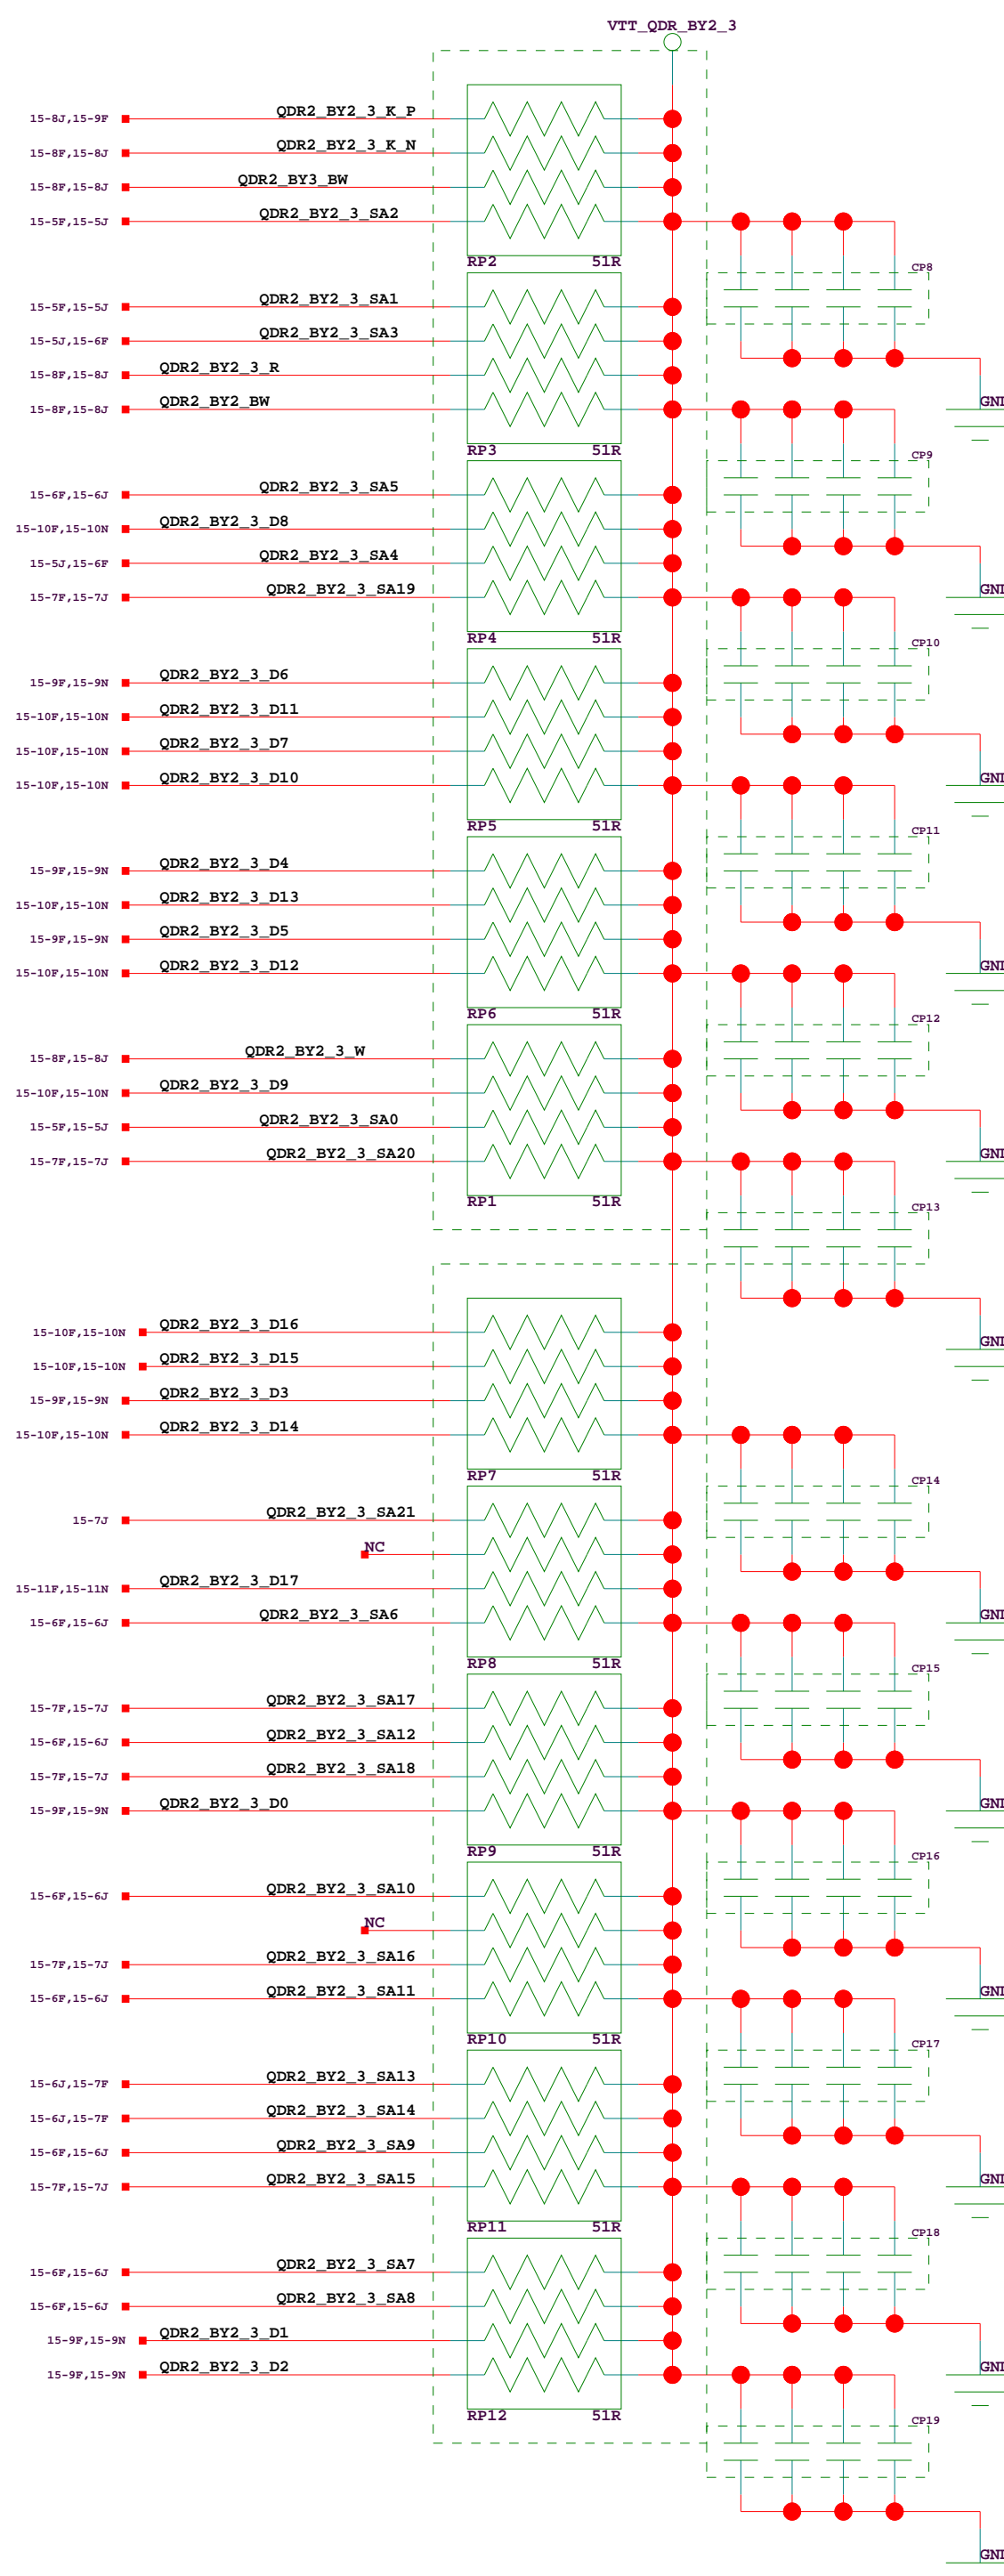 VTT_QDR_BY2_3
15-8J,15-9F QDR2_BY2_3_K_P
15-8F,15-8J QDR2_BY2_3_K_N
15-8F,15-8J QDR2_BY3_BW
15-5F,15-5J QDR2_BY2_3_SA2
RP2 51R
CP8
15-5F,15-5J QDR2_BY2_3_SA1
15-5J,15-6F QDR2_BY2_3_SA3
15-8F,15-8J QDR2_BY2_3_R
15-8F,15-8J QDR2_BY2_BW
GND
RP3 51R
CP9
15-6F,15-6J QDR2_BY2_3_SA5
15-10F,15-10N QDR2_BY2_3_D8
15-5J,15-6F QDR2_BY2_3_SA4
15-7F,15-7J QDR2_BY2_3_SA19
GND
RP4 51R
CP10
15-9F,15-9N QDR2_BY2_3_D6
15-10F,15-10N QDR2_BY2_3_D11
15-10F,15-10N QDR2_BY2_3_D7
15-10F,15-10N QDR2_BY2_3_D10
GND
RP5 51R
CP11
15-9F,15-9N QDR2_BY2_3_D4
15-10F,15-10N QDR2_BY2_3_D13
15-9F,15-9N QDR2_BY2_3_D5
15-10F,15-10N QDR2_BY2_3_D12
GND
RP6 51R
CP12
15-8F,15-8J QDR2_BY2_3_W
15-10F,15-10N QDR2_BY2_3_D9
15-5F,15-5J QDR2_BY2_3_SA0
15-7F,15-7J QDR2_BY2_3_SA20
GND
RP1 51R
CP13
15-10F,15-10N QDR2_BY2_3_D16
GND
15-10F,15-10N QDR2_BY2_3_D15
15-9F,15-9N QDR2_BY2_3_D3
15-10F,15-10N QDR2_BY2_3_D14
RP7 51R
CP14
15-7J QDR2_BY2_3_SA21
NC
15-11F,15-11N QDR2_BY2_3_D17
15-6F,15-6J QDR2_BY2_3_SA6
GND
RP8 51R
CP15
15-7F,15-7J QDR2_BY2_3_SA17
15-6F,15-6J QDR2_BY2_3_SA12
15-7F,15-7J QDR2_BY2_3_SA18
15-9F,15-9N QDR2_BY2_3_D0
GND
RP9 51R
CP16
15-6F,15-6J QDR2_BY2_3_SA10
NC
15-7F,15-7J QDR2_BY2_3_SA16
15-6F,15-6J QDR2_BY2_3_SA11
GND
RP10 51R
CP17
15-6J,15-7F QDR2_BY2_3_SA13
15-6J,15-7F QDR2_BY2_3_SA14
15-6F,15-6J QDR2_BY2_3_SA9
15-7F,15-7J QDR2_BY2_3_SA15
GND
RP11 51R
CP18
15-6F,15-6J QDR2_BY2_3_SA7
15-6F,15-6J QDR2_BY2_3_SA8
15-9F,15-9N QDR2_BY2_3_D1
15-9F,15-9N QDR2_BY2_3_D2
GND
RP12 51R
CP19
GND